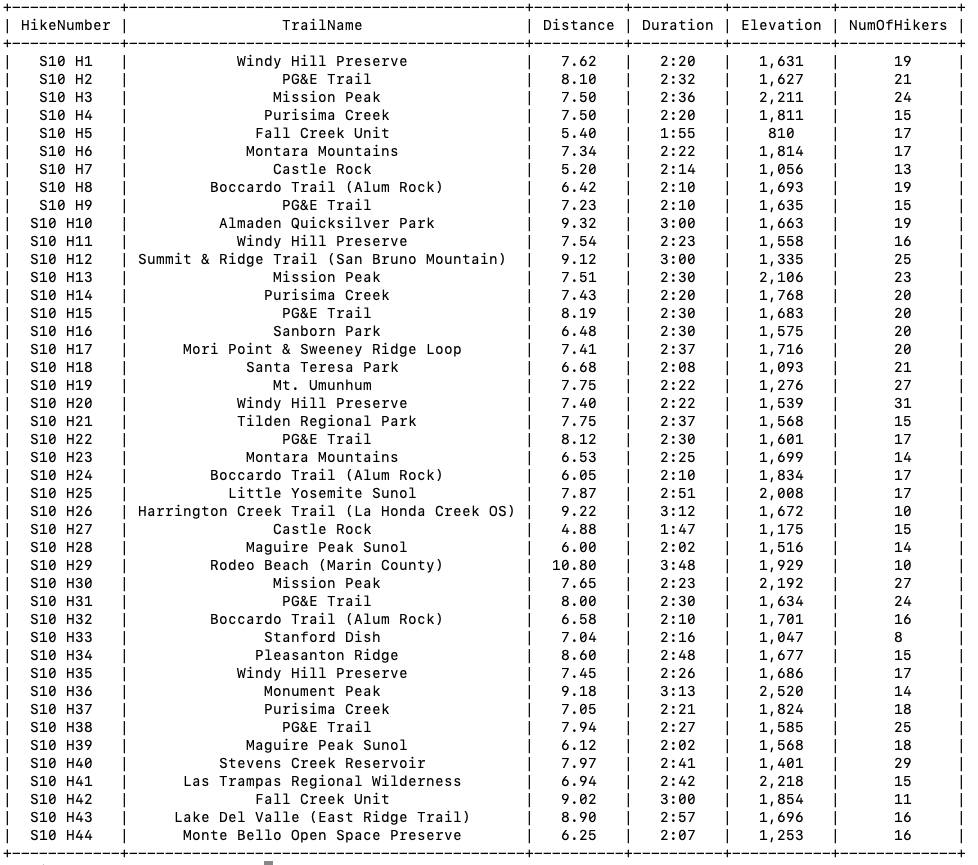 +-------------+---------------------------------------------+-----------+-----------+-----------+-------------+
| HikeNumber | TrailName | Distance | Duration | Elevation | NumOfHikers |
+-------------+---------------------------------------------+-----------+-----------+-----------+-------------+
| S10 H1 | Windy Hill Preserve | 7.62 | 2:20 | 1,631 | 19 |
| S10 H2 | PG&E Trail | 8.10 | 2:32 | 1,627 | 21 |
| S10 H3 | Mission Peak | 7.50 | 2:36 | 2,211 | 24 |
| S10 H4 | Purisima Creek | 7.50 | 2:20 | 1,811 | 15 |
| S10 H5 | Fall Creek Unit | 5.40 | 1:55 | 810 | 17 |
| S10 H6 | Montara Mountains | 7.34 | 2:22 | 1,814 | 17 |
| S10 H7 | Castle Rock | 5.20 | 2:14 | 1,056 | 13 |
| S10 H8 | Boccardo Trail (Alum Rock) | 6.42 | 2:10 | 1,693 | 19 |
| S10 H9 | PG&E Trail | 7.23 | 2:10 | 1,635 | 15 |
| S10 H10 | Almaden Quicksilver Park | 9.32 | 3:00 | 1,663 | 19 |
| S10 H11 | Windy Hill Preserve | 7.54 | 2:23 | 1,558 | 16 |
| S10 H12 | Summit & Ridge Trail (San Bruno Mountain) | 9.12 | 3:00 | 1,335 | 25 |
| S10 H13 | Mission Peak | 7.51 | 2:30 | 2,106 | 23 |
| S10 H14 | Purisima Creek | 7.43 | 2:20 | 1,768 | 20 |
| S10 H15 | PG&E Trail | 8.19 | 2:30 | 1,683 | 20 |
| S10 H16 | Sanborn Park | 6.48 | 2:30 | 1,575 | 20 |
| S10 H17 | Mori Point & Sweeney Ridge Loop | 7.41 | 2:37 | 1,716 | 20 |
| S10 H18 | Santa Teresa Park | 6.68 | 2:08 | 1,093 | 21 |
| S10 H19 | Mt. Umunhum | 7.75 | 2:22 | 1,276 | 27 |
| S10 H20 | Windy Hill Preserve | 7.40 | 2:22 | 1,539 | 31 |
| S10 H21 | Tilden Regional Park | 7.75 | 2:37 | 1,568 | 15 |
| S10 H22 | PG&E Trail | 8.12 | 2:30 | 1,601 | 17 |
| S10 H23 | Montara Mountains | 6.53 | 2:25 | 1,699 | 14 |
| S10 H24 | Boccardo Trail (Alum Rock) | 6.05 | 2:10 | 1,834 | 17 |
| S10 H25 | Little Yosemite Sunol | 7.87 | 2:51 | 2,008 | 17 |
| S10 H26 | Harrington Creek Trail (La Honda Creek OS) | 9.22 | 3:12 | 1,672 | 10 |
| S10 H27 | Castle Rock | 4.88 | 1:47 | 1,175 | 15 |
| S10 H28 | Maguire Peak Sunol | 6.00 | 2:02 | 1,516 | 14 |
| S10 H29 | Rodeo Beach (Marin County) | 10.80 | 3:48 | 1,929 | 10 |
| S10 H30 | Mission Peak | 7.65 | 2:23 | 2,192 | 27 |
| S10 H31 | PG&E Trail | 8.00 | 2:30 | 1,634 | 24 |
| S10 H32 | Boccardo Trail (Alum Rock) | 6.58 | 2:10 | 1,701 | 16 |
| S10 H33 | Stanford Dish | 7.04 | 2:16 | 1,047 | 8 |
| S10 H34 | Pleasanton Ridge | 8.60 | 2:48 | 1,677 | 15 |
| S10 H35 | Windy Hill Preserve | 7.45 | 2:26 | 1,686 | 17 |
| S10 H36 | Monument Peak | 9.18 | 3:13 | 2,520 | 14 |
| S10 H37 | Purisima Creek | 7.05 | 2:21 | 1,824 | 18 |
| S10 H38 | PG&E Trail | 7.94 | 2:27 | 1,585 | 25 |
| S10 H39 | Maguire Peak Sunol | 6.12 | 2:02 | 1,568 | 18 |
| S10 H40 | Stevens Creek Reservoir | 7.97 | 2:41 | 1,401 | 29 |
| S10 H41 | Las Trampas Regional Wilderness | 6.94 | 2:42 | 2,218 | 15 |
| S10 H42 | Fall Creek Unit | 9.02 | 3:00 | 1,854 | 11 |
| S10 H43 | Lake Del Valle (East Ridge Trail) | 8.90 | 2:57 | 1,696 | 16 |
| S10 H44 | Monte Bello Open Space Preserve | 6.25 | 2:07 | 1,253 | 16 |
+-------------+---------------------------------------------+-----------+-----------+-----------+-------------+